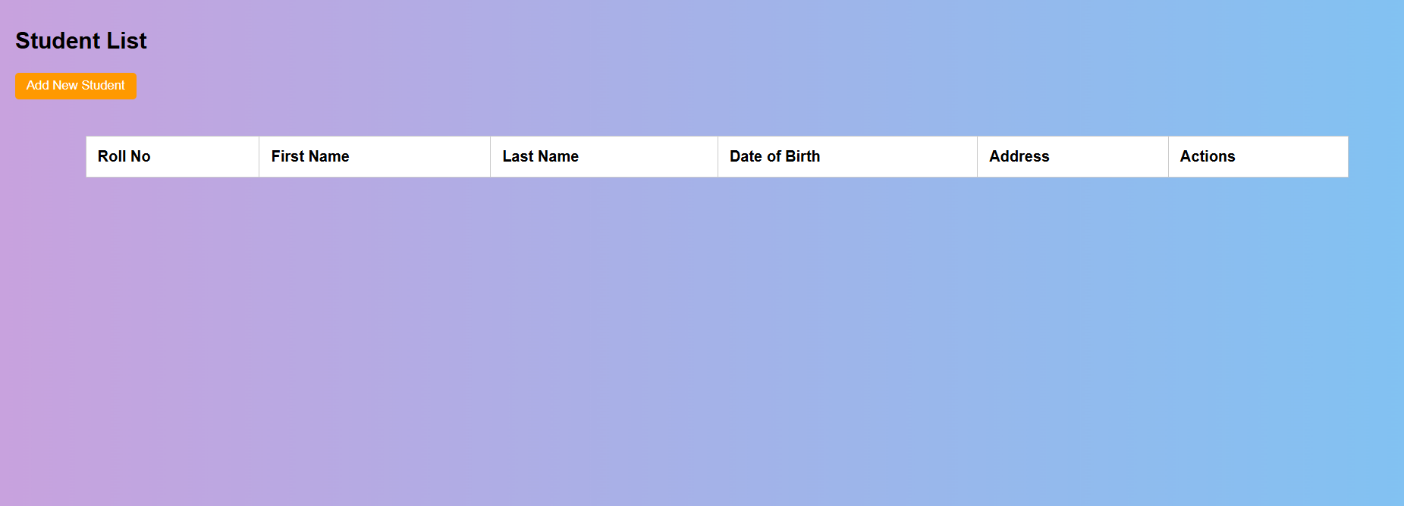 Student List
Add New Student
Roll No First Name Last Name Date of Birth Address Actions